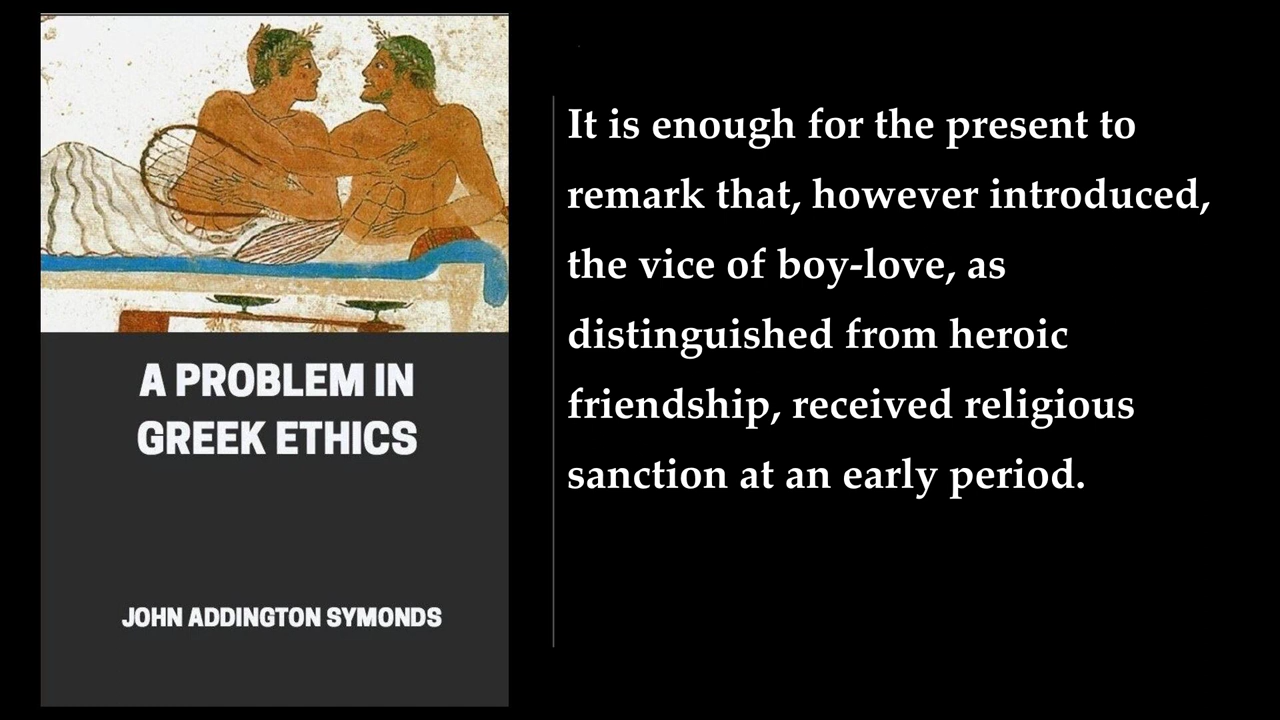 A PROBLEM IN
GREEK ETHICS
JOHN ADDINGTON SYMONDS
It is enough for the present to
remark that, however introduced,
the vice of boy-love, as
distinguished from heroic
friendship, received religious
sanction at an early period.